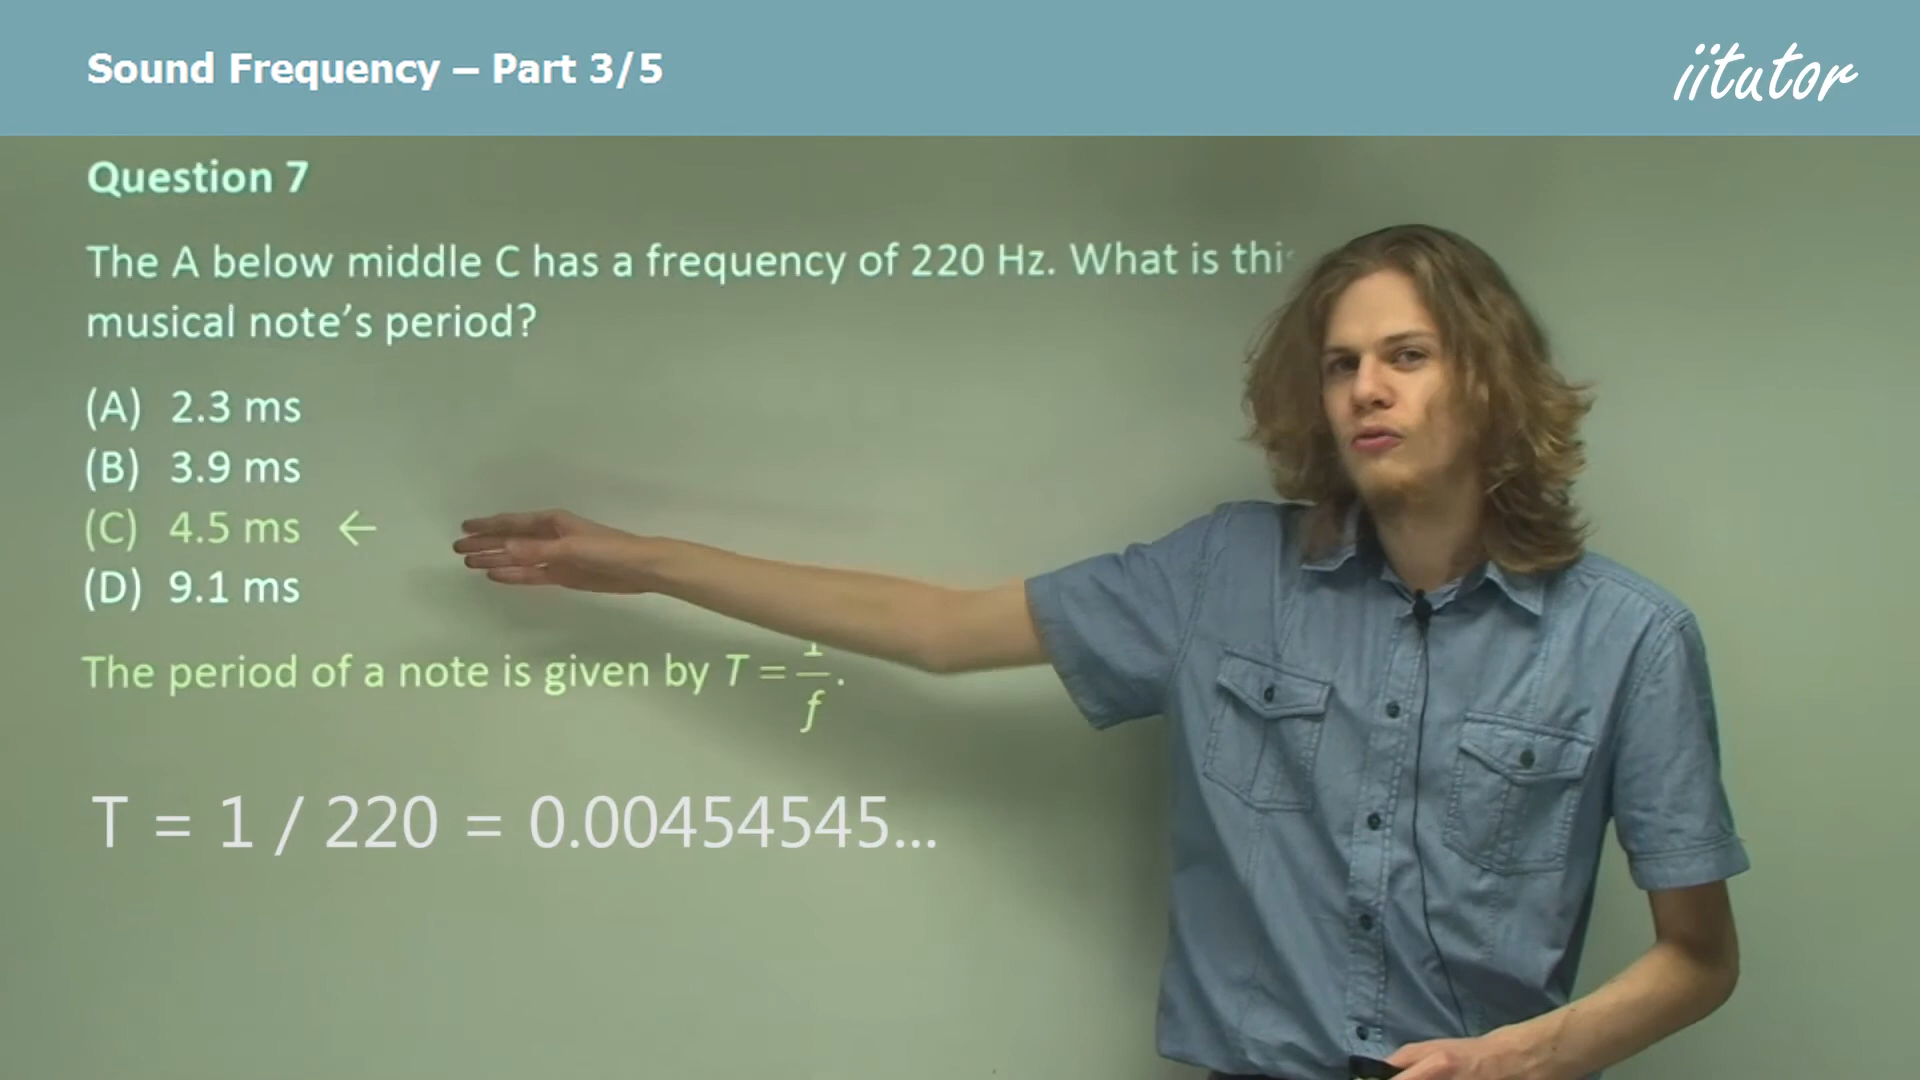 Sound Frequency – Part 3/5
iitutor
Question 7
The A below middle C has a frequency of 220 Hz. What is
musical note's period?
(A) 2.3 ms
(B) 3.9 ms
(C) 4.5 ms ←
(D) 9.1 ms
The period of a note is given by T = 1/f.
T = 1 / 220 = 0.00454545...